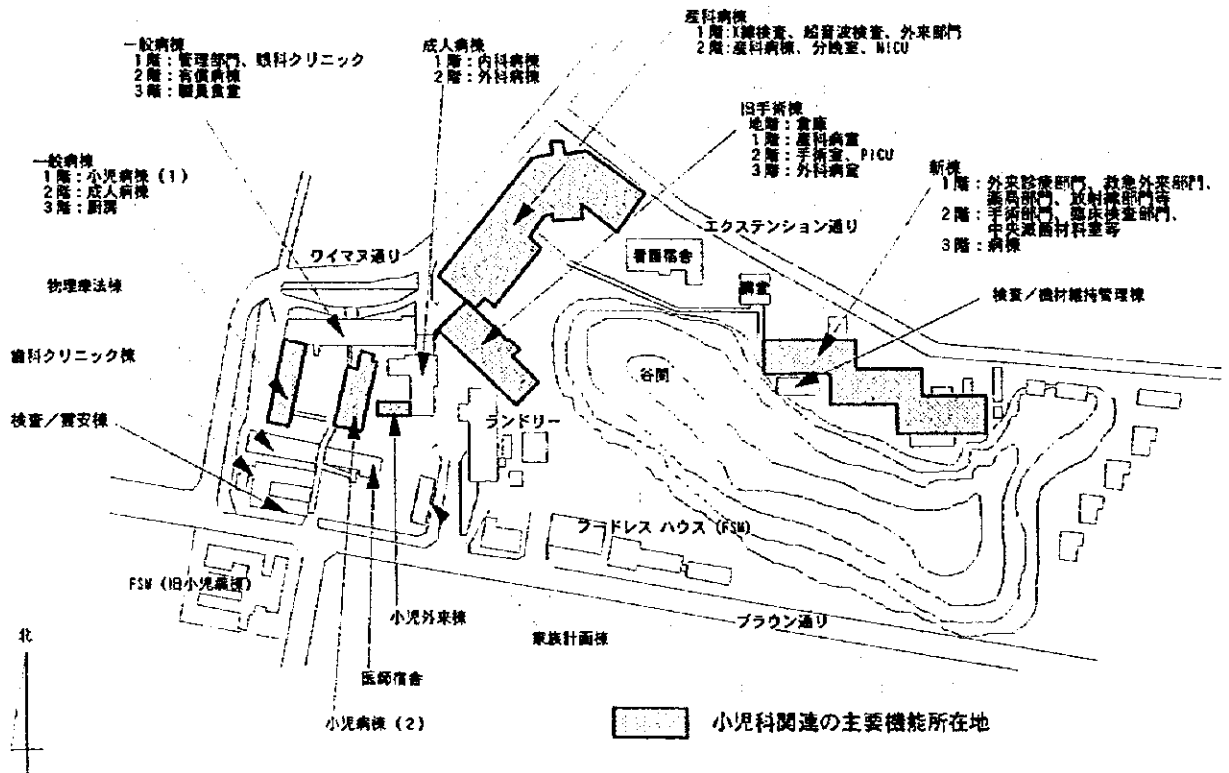 産科病棟
1階：X線検査、超音波検査、外来部門
2階：産科病棟、分娩室、NICU
一般病棟
1階：管理部門、眼科クリニック
2階：有償病棟
3階：職員食堂
成人病棟
1階：内科病棟
2階：外科病棟
旧手術棟
地階：倉庫
1階：産科病室
2階：手術室、PICU
3階：外科病室
一般病棟
1階：小児病棟（1）
2階：成人病棟
3階：厨房
新棟
1階：外来診療部門、救急外来部門、
薬局部門、放射線部門等
2階：手術部門、臨床検査部門、
中央滅菌材料室等
3階：病棟
エクステンション通り
ワイマヌ通り
看護宿舎
物理療法棟
講堂
検査／機材維持管理棟
歯科クリニック棟
谷間
検査／霊安棟
ランドリー
フードレス ハウス (FSM)
FSM (旧小児病棟)
小児外来棟
家族計画棟
ブラウン通り
北
医師宿舎
小児病棟（2）
小児科関連の主要機能所在地